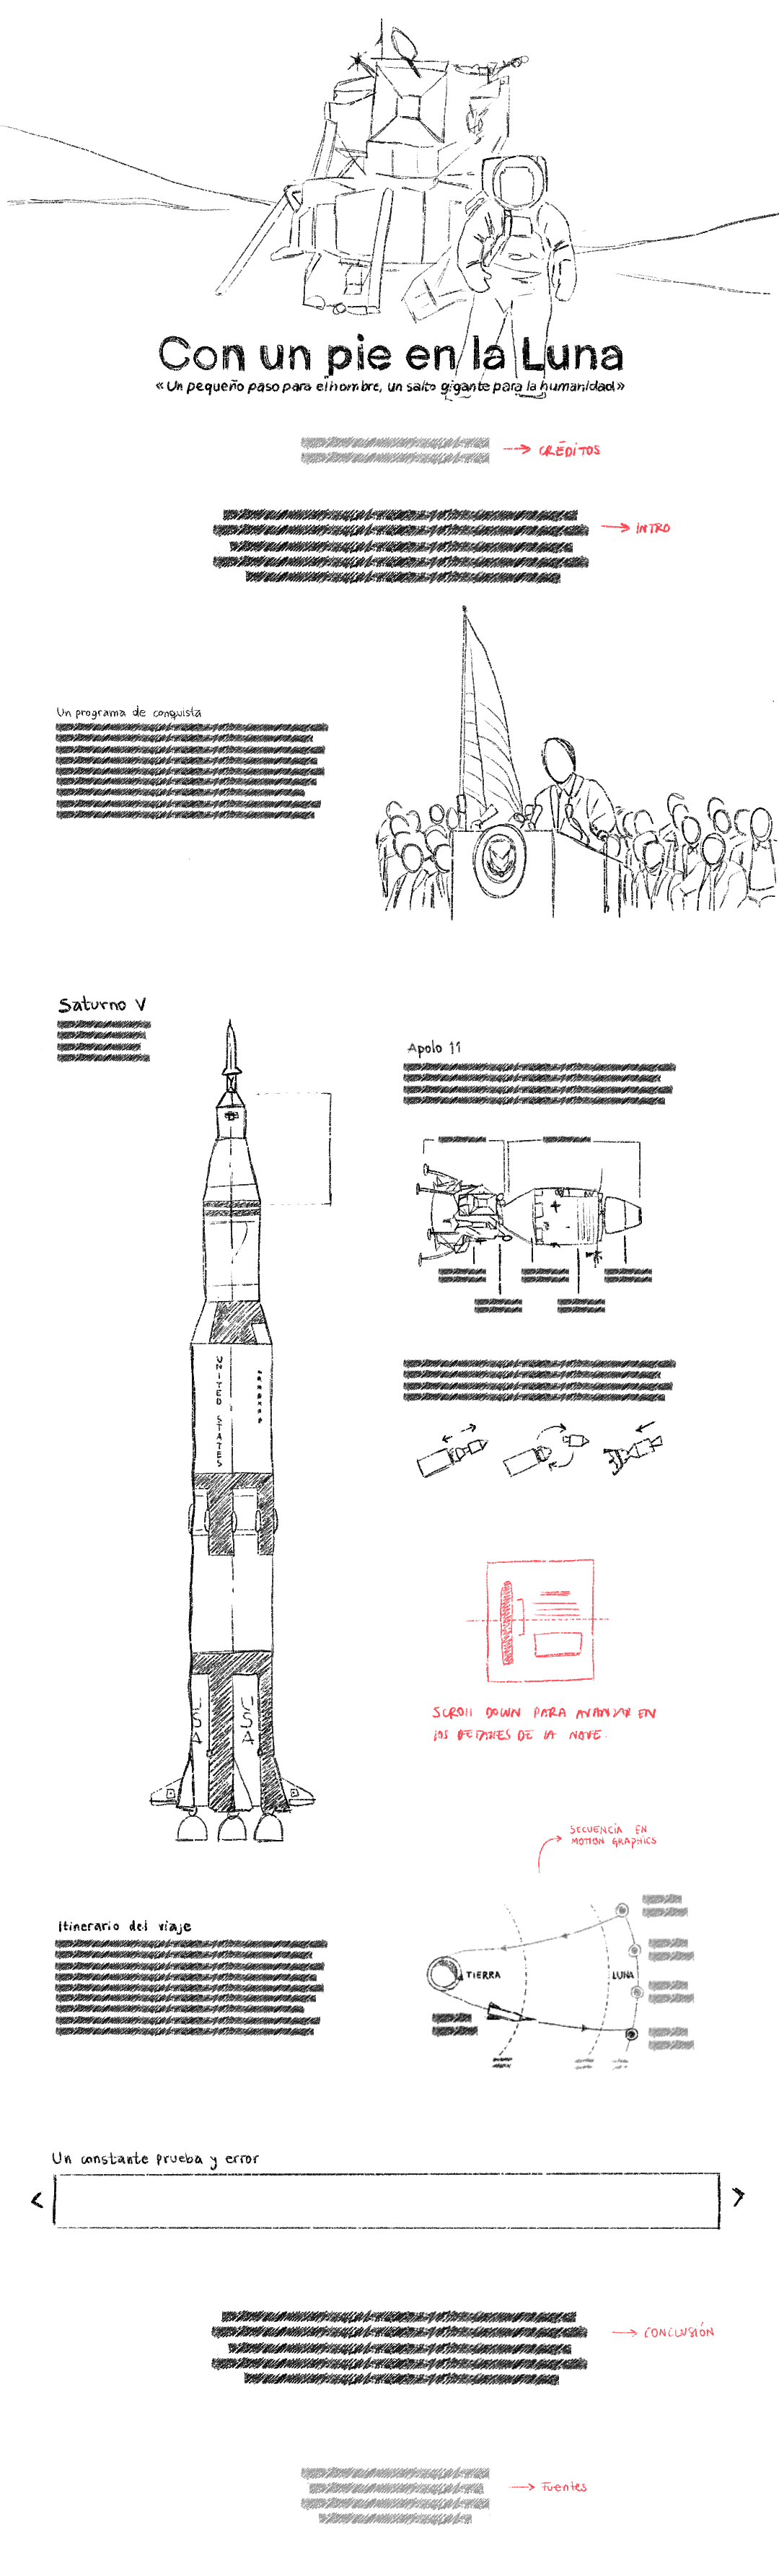 Con un pie en la Luna
«Un pequeño paso para el hombre, un salto gigante para la humanidad»
CRÉDITOS
INTRO
Un programa de conquista
Saturno V
Apolo 11
UNITED STATES
USA
USA
SCROll DOWN PARA AVANZAR EN
lOS DETALLES DE lA NAVE.
SECUENCIA EN
MOTION GRAPHICS
Itinerario del viaje
TIERRA
LUNA
Un constante prueba y error
CONCLUSIÓN
Fuentes